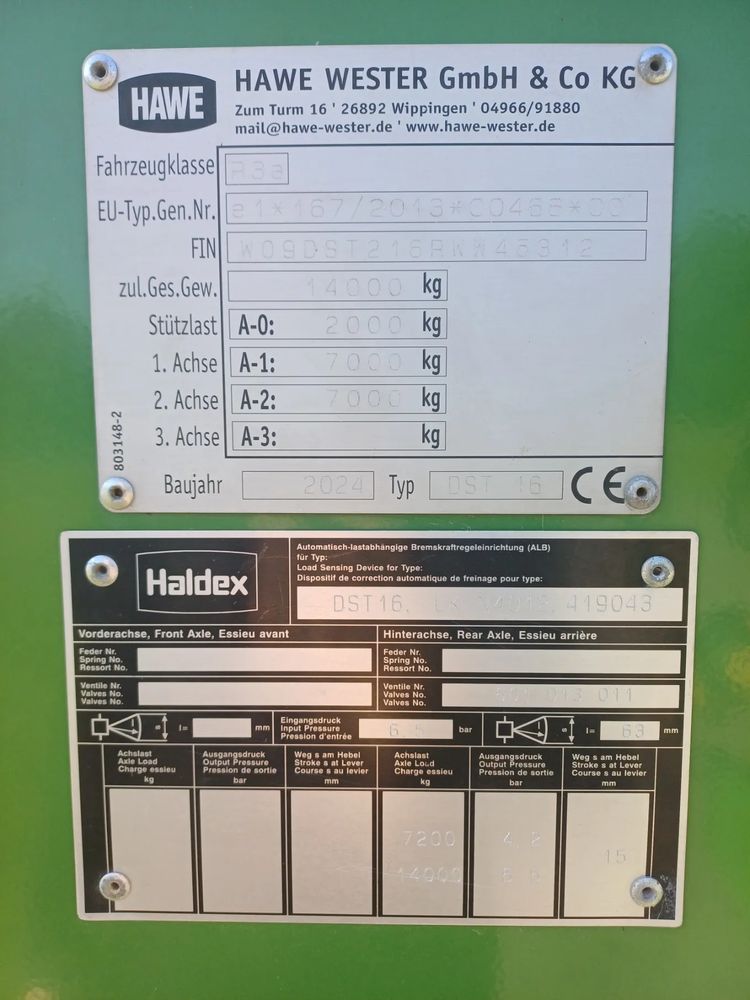 HAWE
HAWE WESTER GmbH & Co KG
Zum Turm 16 ' 26892 Wippingen ' 04966/91880
mail@hawe-wester.de ' www.hawe-wester.de
Fahrzeugklasse R3a
EU-Typ.Gen.Nr. e1*167/2013*00468*00
FIN
zul.Ges.Gew. 14000 kg
Stützlast A-0: 2000 kg
1. Achse A-1: 7000 kg
2. Achse A-2: 7000 kg
3. Achse A-3: kg
803148-2
Baujahr 2024 Typ DST 16 CE
Haldex
Automatisch-lastabhängige Bremskraftregeleinrichtung (ALB)
für Typ:
Load Sensing Device for Type:
Dispositif de correction automatique de freinage pour type:
DST16, 419043
Vorderachse, Front Axle, Essieu avant
Hinterachse, Rear Axle, Essieu arrière
Feder Nr.
Spring No.
Ressort No.
Feder Nr.
Spring No.
Ressort No.
Ventile Nr.
Valves No.
Valves No.
Ventile Nr.
Valves No.
Valves No.
013 011
s l= mm
Eingangsdruck
Input Pressure
Pression d'entrée
6,5 bar
s l= 63 mm
Achslast
Axle Load
Charge essieu
kg
Ausgangsdruck
Output Pressure
Pression de sortie
bar
Weg s am Hebel
Stroke s at Lever
Course s au levier
mm
Achslast
Axle Load
Charge essieu
kg
Ausgangsdruck
Output Pressure
Pression de sortie
bar
Weg s am Hebel
Stroke s at Lever
Course s au levier
mm
7200 4,2
15
14000